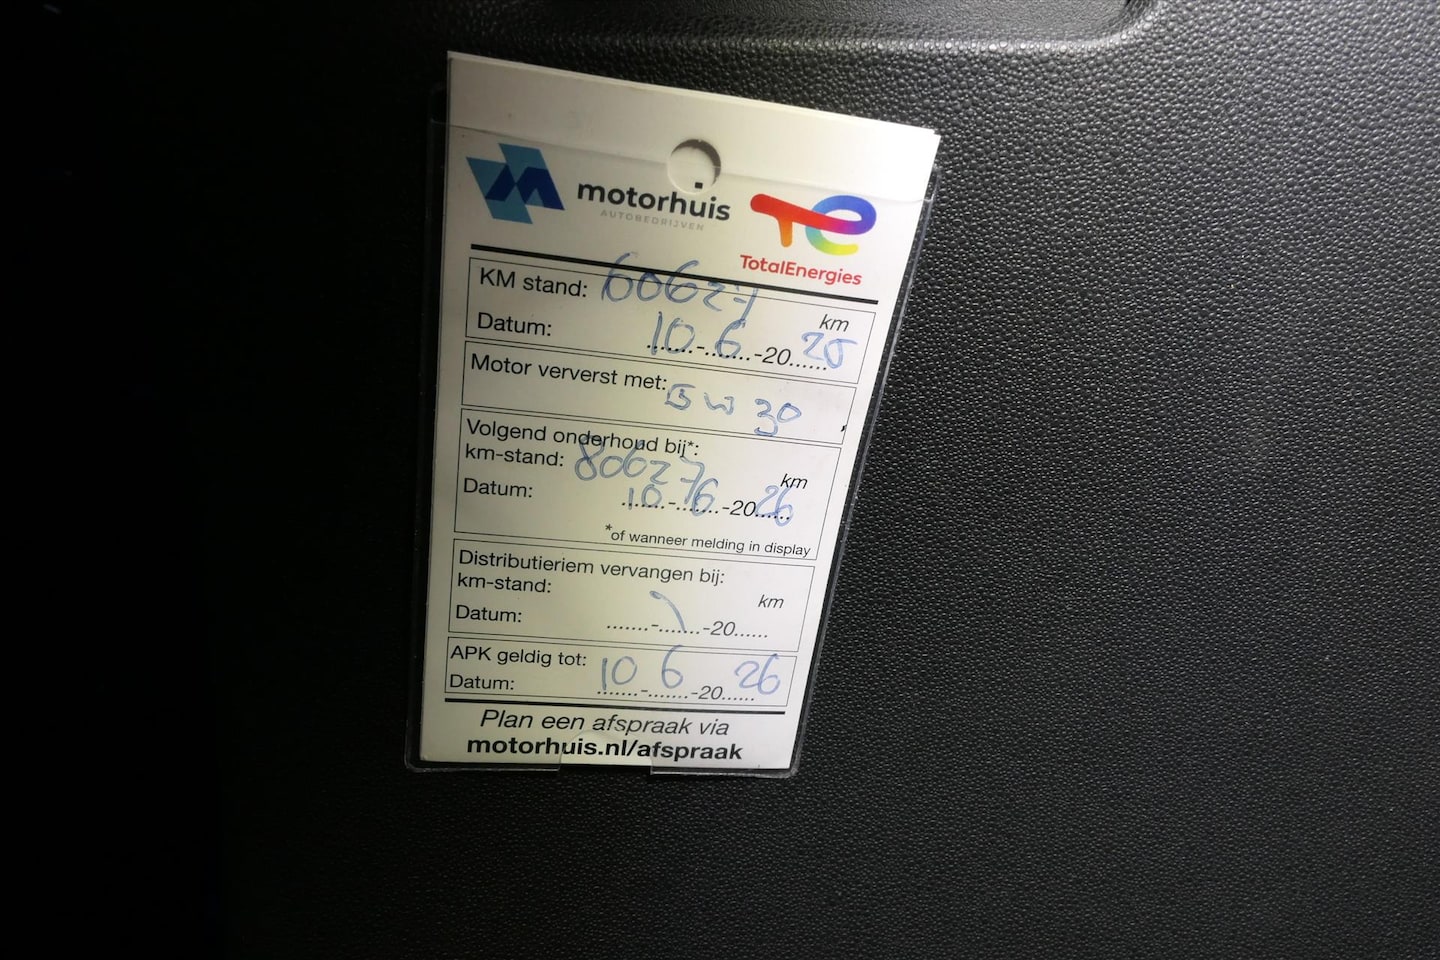 motorhuis
AUTOBEDRIJVEN
TotalEnergies
KM stand: 60627 km
Datum: 10-6-2025
Motor ververst met: 5W30
Volgend onderhoud bij*:
km-stand: 80627 km
Datum: 10-6-2026
*of wanneer melding in display
Distributieriem vervangen bij:
km-stand: km
Datum: .......-.......-20......
APK geldig tot:
Datum: 10-6-2026
Plan een afspraak via
motorhuis.nl/afspraak